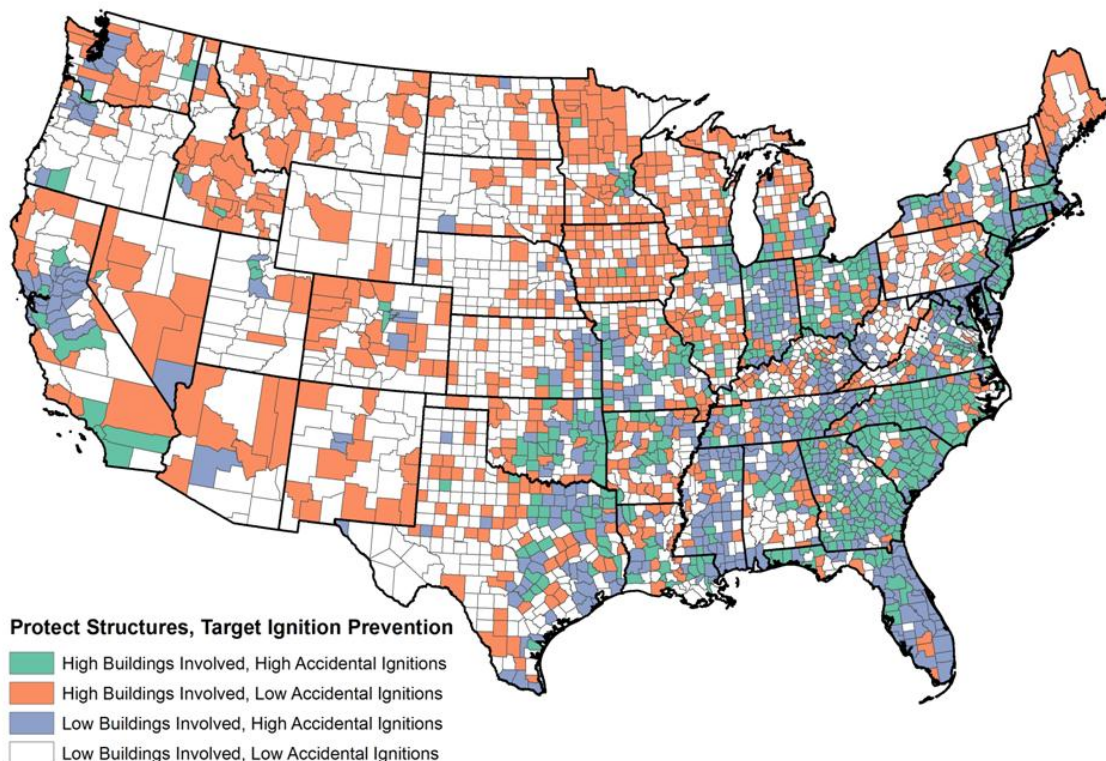 Protect Structures, Target Ignition Prevention
High Buildings Involved, High Accidental Ignitions
High Buildings Involved, Low Accidental Ignitions
Low Buildings Involved, High Accidental Ignitions
Low Buildings Involved, Low Accidental Ignitions